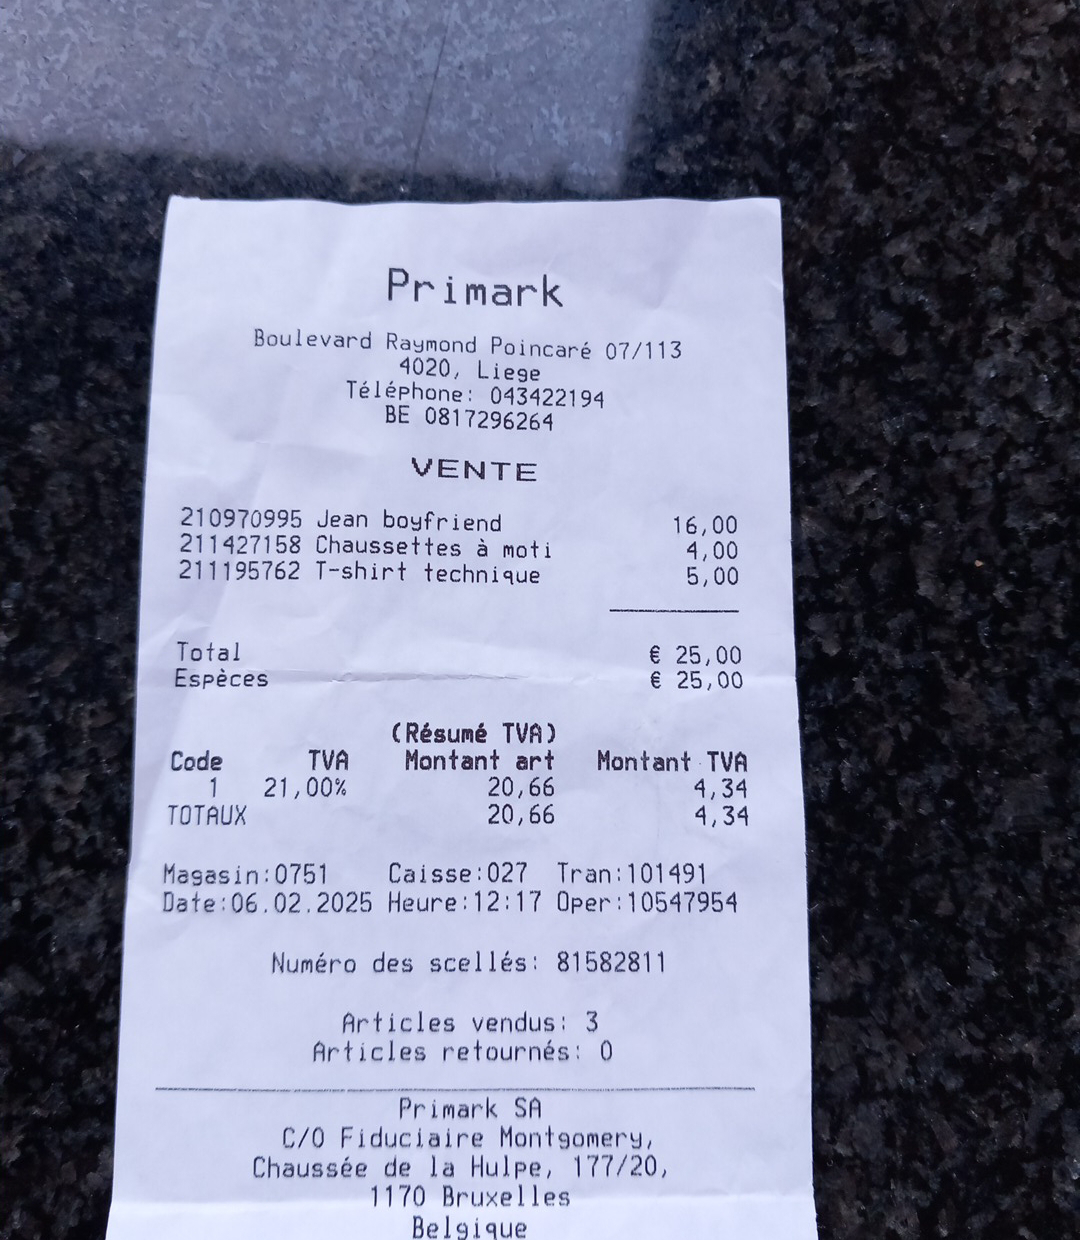 Primark
Boulevard Raymond Poincaré 07/113
4020, Liege
Téléphone: 043422194
BE 0817296264
VENTE
210970995 Jean boyfriend 16,00
211427158 Chaussettes à moti 4,00
211195762 T-shirt technique 5,00
Total € 25,00
Espèces € 25,00
(Résumé TVA)
Code TVA Montant art Montant TVA
1 21,00% 20,66 4,34
TOTAUX 20,66 4,34
Magasin:0751 Caisse:027 Tran:101491
Date:06.02.2025 Heure:12:17 Oper:10547954
Numéro des scellés: 81582811
Articles vendus: 3
Articles retournés: 0
Primark SA
C/O Fiduciaire Montgomery,
Chaussée de la Hulpe, 177/20,
1170 Bruxelles
Belgique